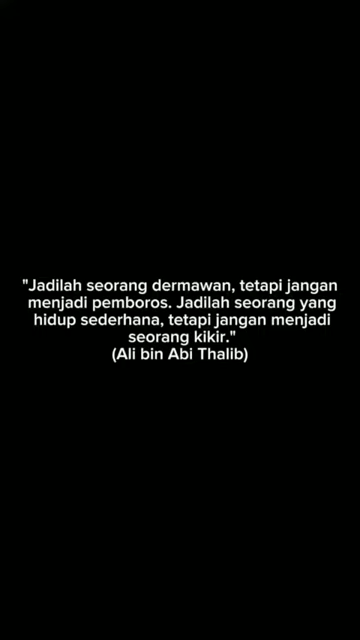 "Jadilah seorang dermawan, tetapi jangan
menjadi pemboros. Jadilah seorang yang
hidup sederhana, tetapi jangan menjadi
seorang kikir."
(Ali bin Abi Thalib)